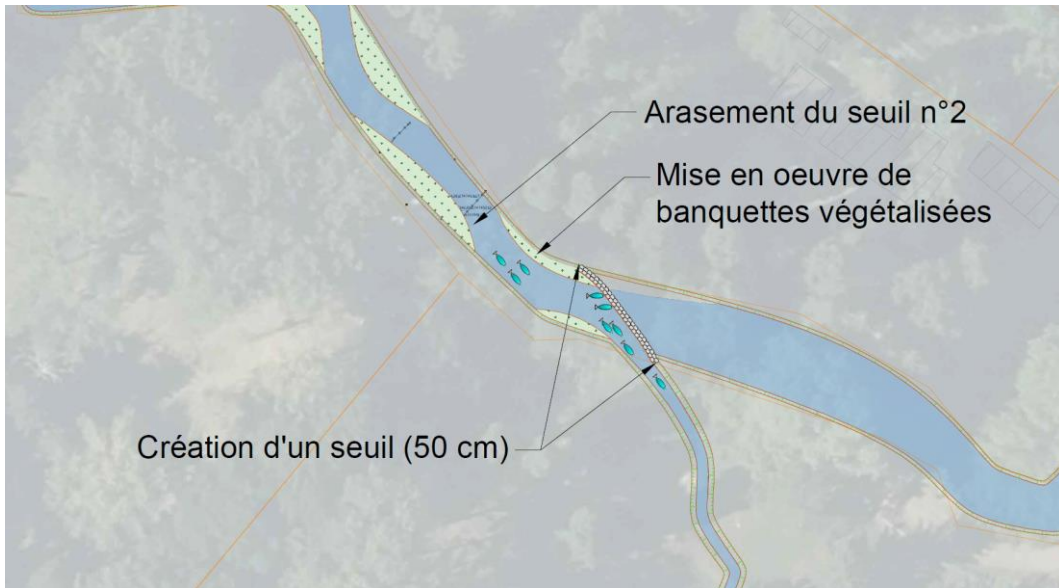 Arasement du seuil n°2
Mise en oeuvre de
banquettes végétalisées
Création d'un seuil (50 cm)